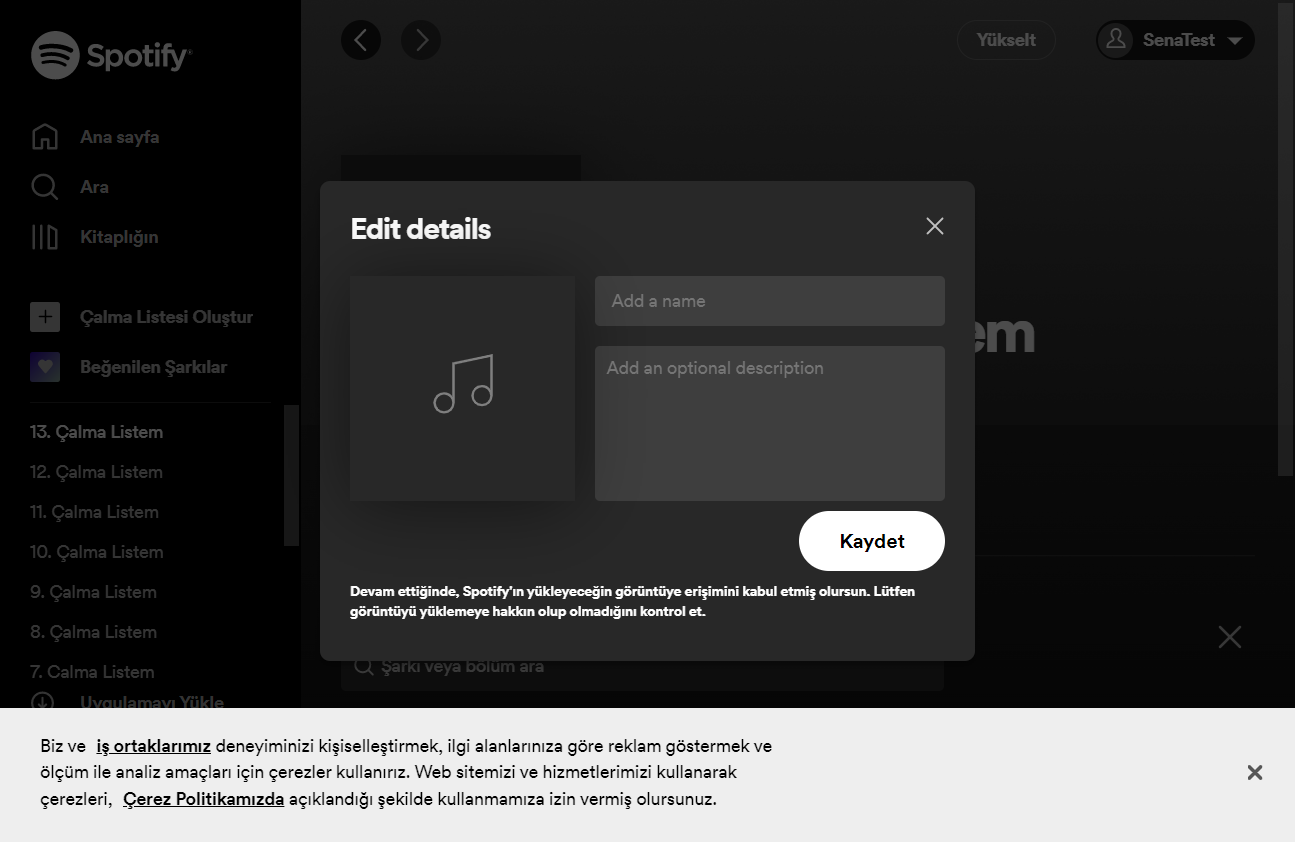 Spotify
Yükselt
SenaTest
Ana sayfa
Ara
Kitaplığın
Çalma Listesi Oluştur
Beğenilen Şarkılar
13. Çalma Listem
12. Çalma Listem
11. Çalma Listem
10. Çalma Listem
9. Çalma Listem
8. Çalma Listem
7. Çalma Listem
Uygulamayı Yükle
Edit details
Add a name
Add an optional description
em
Kaydet
Devam ettiğinde, Spotify'ın yükleyeceğin görüntüye erişimini kabul etmiş olursun. Lütfen
görüntüyü yüklemeye hakkın olup olmadığını kontrol et.
Şarkı veya bölüm ara
Biz ve iş ortaklarımız deneyiminizi kişiselleştirmek, ilgi alanlarınıza göre reklam göstermek ve
ölçüm ile analiz amaçları için çerezler kullanırız. Web sitemizi ve hizmetlerimizi kullanarak
çerezleri, Çerez Politikamızda açıklandığı şekilde kullanmamıza izin vermiş olursunuz.